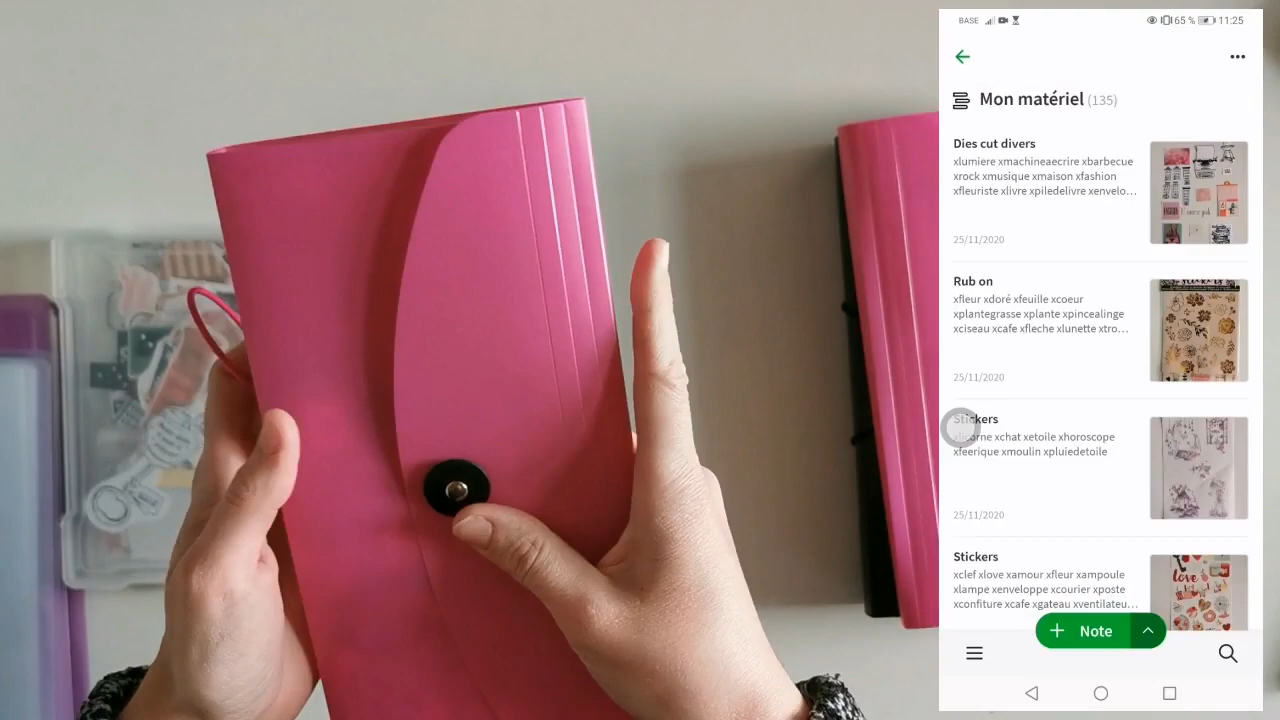 BASE
65 %
11:25
Mon matériel (135)
Dies cut divers
xlumiere xmachineaecrire xbarbecue
xrock xmusique xmaison xfashion
xfleuriste xlivre xpiledelivre xenvelo…
25/11/2020
Rub on
xfleur xdoré xfeuille xcoeur
xplantegrasse xplante xpincealinge
xciseau xcafe xfleche xlunette xtro…
25/11/2020
Stickers
xlicorne xchat xetoile xhoroscope
xfeerique xmoulin xpluiedetoile
25/11/2020
Stickers
xclef xlove xamour xfleur xampoule
xlampe xenveloppe xcourier xposte
xconfiture xcafe xgateau xventilateu…
love
+ Note